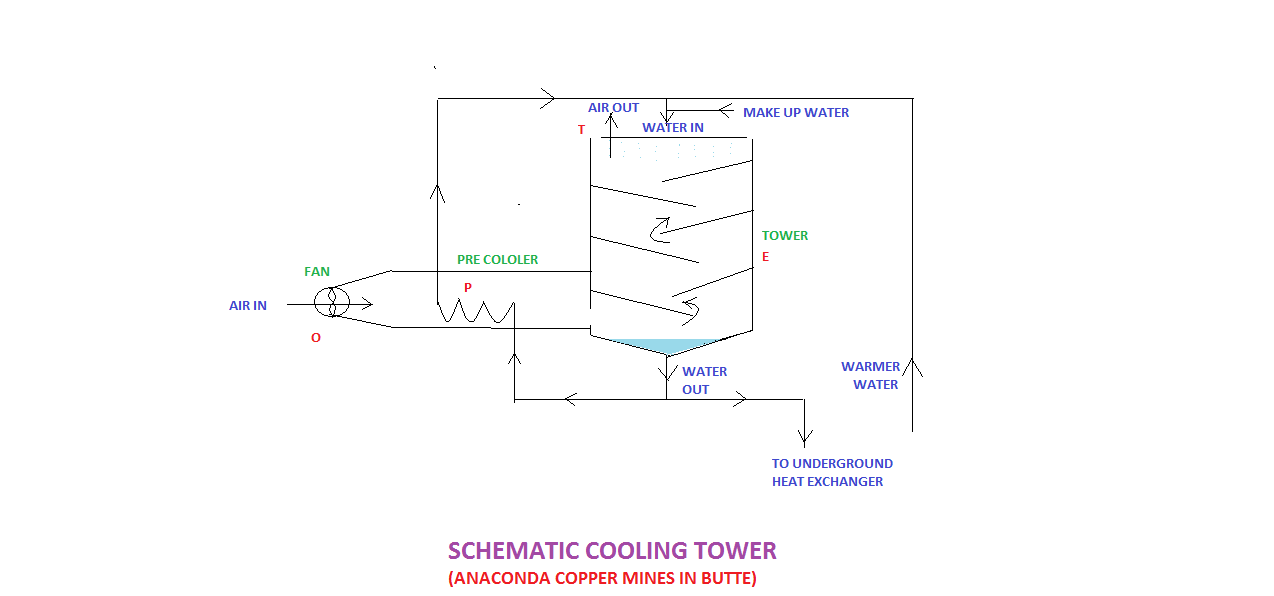 AIR OUT
MAKE UP WATER
T
WATER IN
TOWER
E
PRE COLOLER
FAN
P
AIR IN
O
WARMER
WATER
WATER
OUT
TO UNDERGROUND
HEAT EXCHANGER
SCHEMATIC COOLING TOWER
(ANACONDA COPPER MINES IN BUTTE)